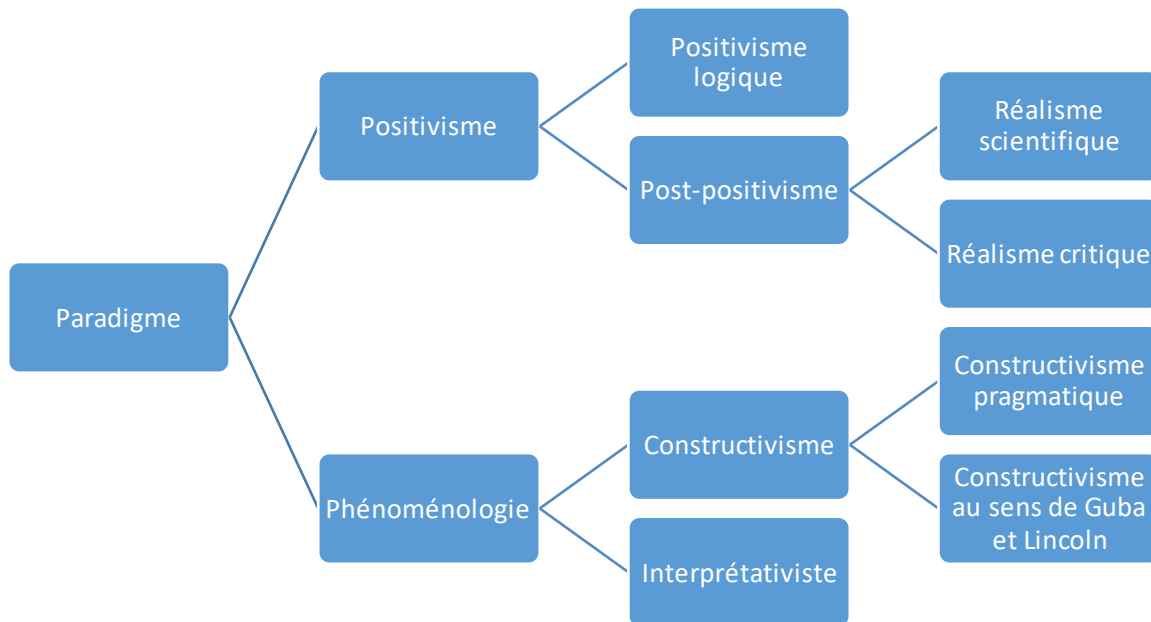 Paradigme
Positivisme
Positivisme
logique
Post-positivisme
Réalisme
scientifique
Réalisme critique
Phénoménologie
Constructivisme
Constructivisme
pragmatique
Constructivisme
au sens de Guba
et Lincoln
Interprétativiste